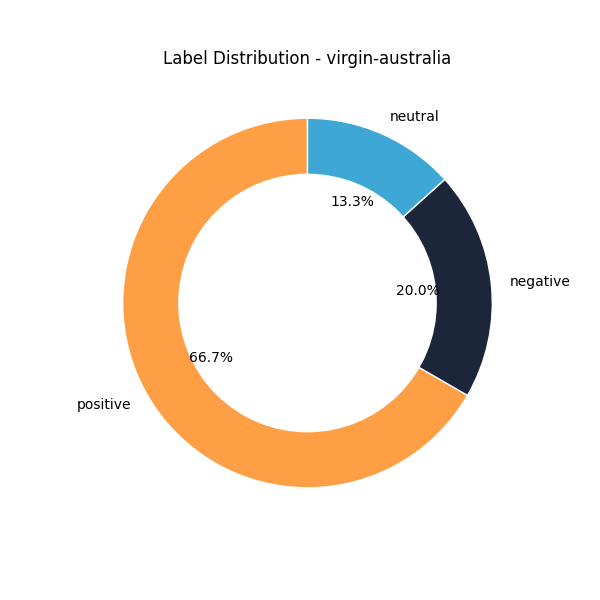 Label Distribution - virgin-australia
neutral
13.3%
negative
20.0%
66.7%
positive